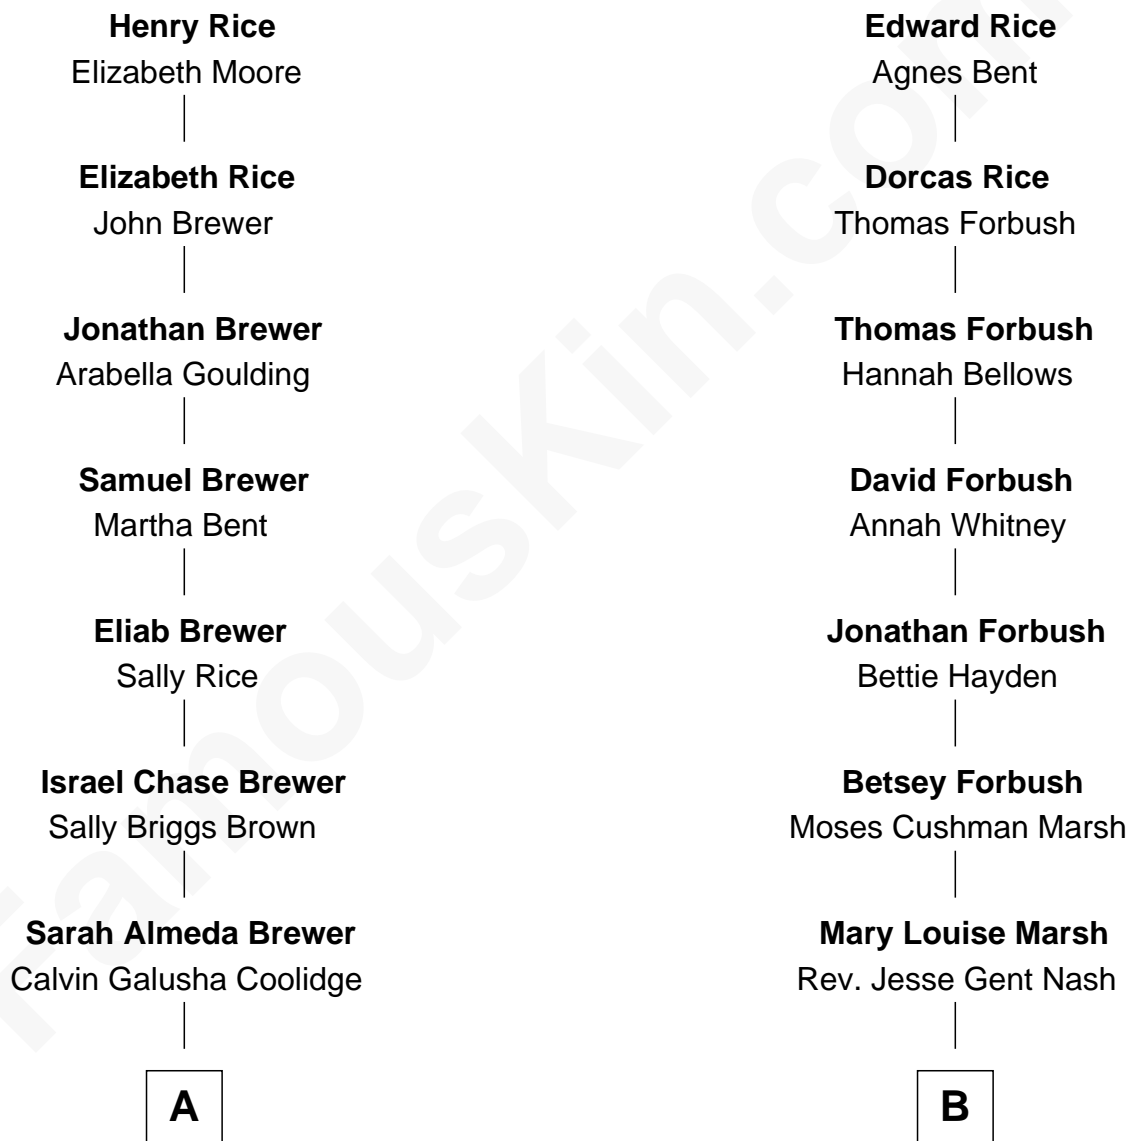 Henry Rice
Elizabeth Moore
Elizabeth Rice
John Brewer
Jonathan Brewer
Arabella Goulding
Samuel Brewer
Martha Bent
Eliab Brewer
Sally Rice
Israel Chase Brewer
Sally Briggs Brown
Sarah Almeda Brewer
Calvin Galusha Coolidge
A
Edward Rice
Agnes Bent
Dorcas Rice
Thomas Forbush
Thomas Forbush
Hannah Bellows
David Forbush
Annah Whitney
Jonathan Forbush
Bettie Hayden
Betsey Forbush
Moses Cushman Marsh
Mary Louise Marsh
Rev. Jesse Gent Nash
B
FamousKin.com